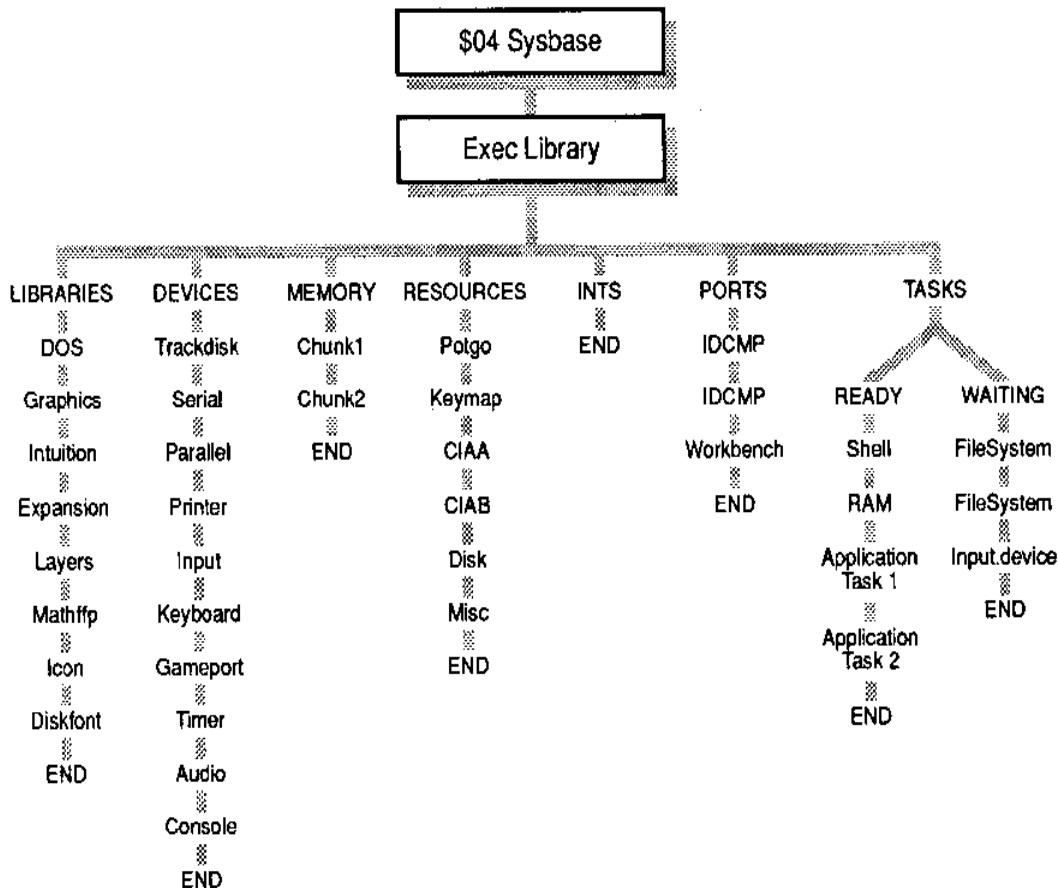 $04 Sysbase
Exec Library
LIBRARIES DEVICES MEMORY RESOURCES INTS PORTS TASKS
DOS Trackdisk Chunk1 Potgo END IDCMP
Graphics Serial Chunk2 Keymap IDCMP READY WAITING
Intuition Parallel END CIAA Workbench Shell FileSystem
Expansion Printer CIAB END RAM FileSystem
Layers Input Disk Application Input.device
Task 1
Mathffp Keyboard Misc END
Icon Gameport END Application
Task 2
Diskfont Timer END
END Audio
Console
END